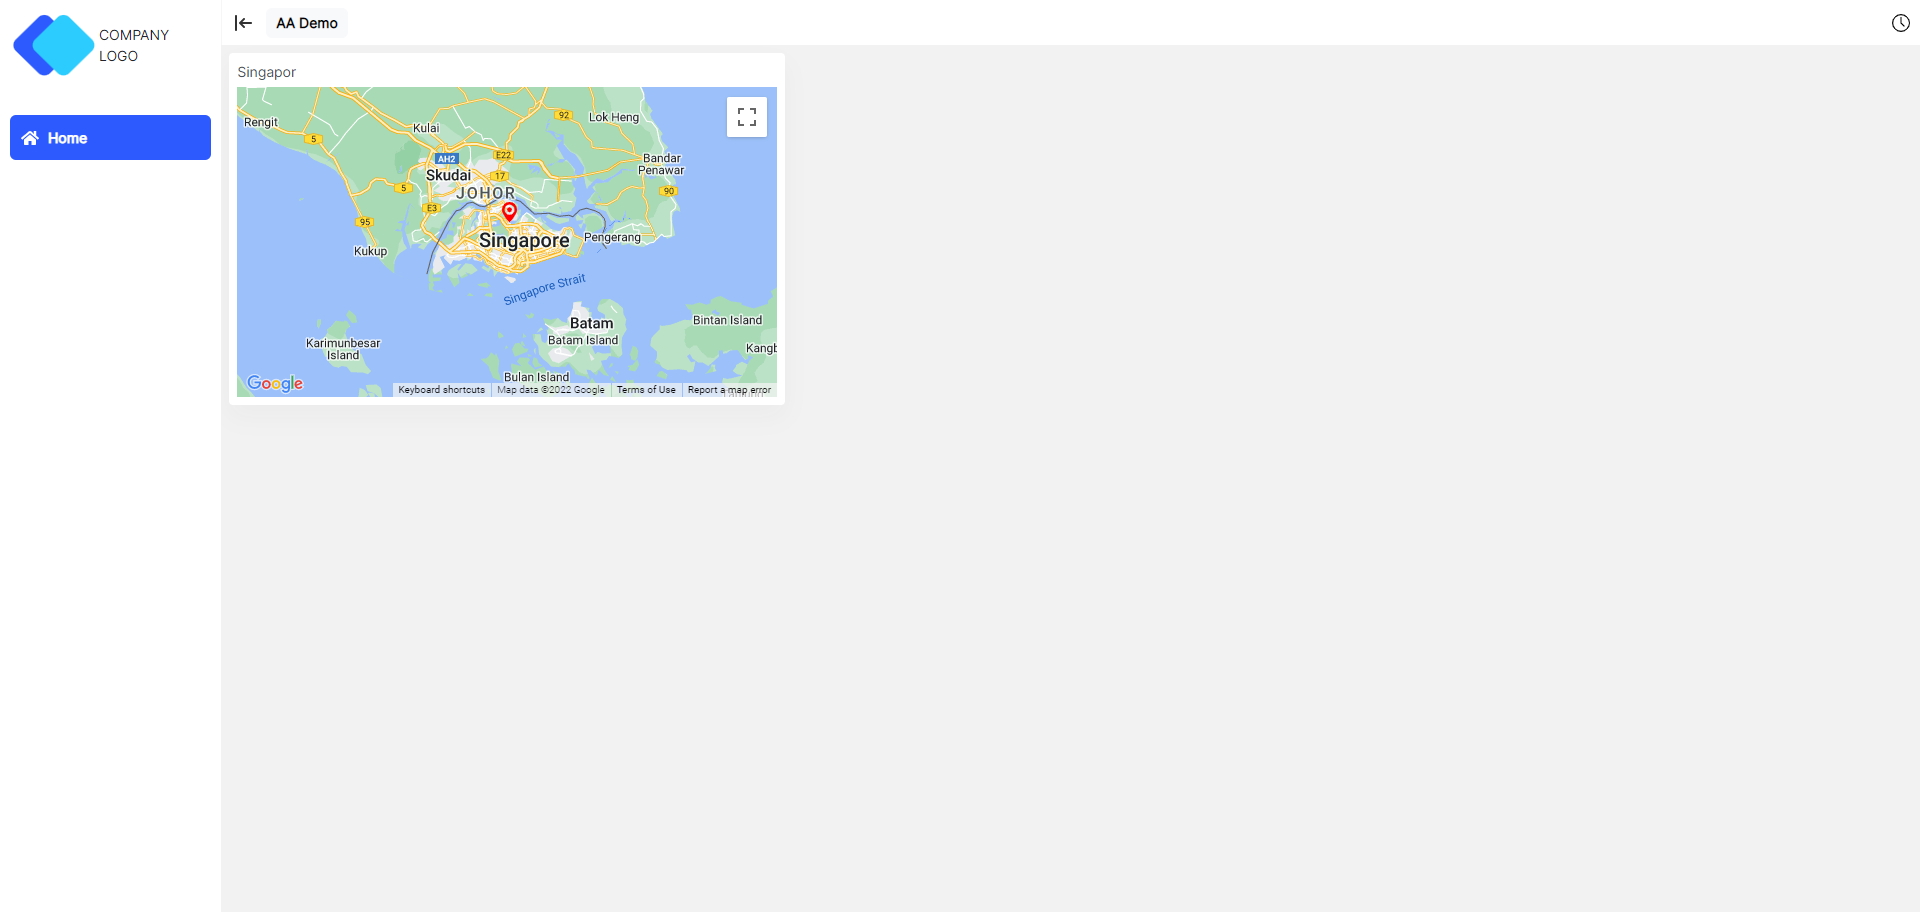 COMPANY
LOGO
AA Demo
Home
Singapor
Rengit
Kulai
92
Lok Heng
5
AH2
E22
Bandar
Penawar
Skudai
17
5
90
JOHOR
E3
95
Singapore
Pengerang
Kukup
Singapore Strait
Batam
Bintan Island
Batam Island
Karimunbesar
Island
Kangb
Bulan Island
Google
Keyboard shortcuts
Map data ©2022 Google
Terms of Use
Report a map error